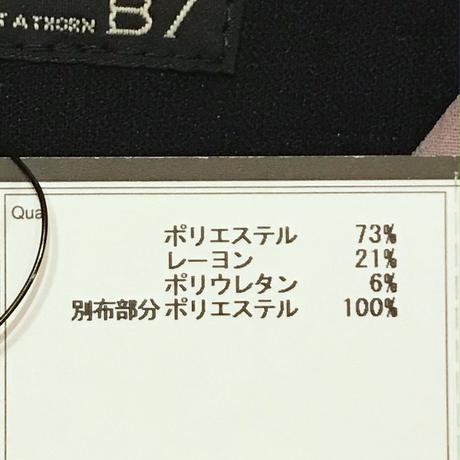 T ATKORN B7
Qua
ポリエステル 73%
レーヨン 21%
ポリウレタン 6%
別布部分 ポリエステル 100%